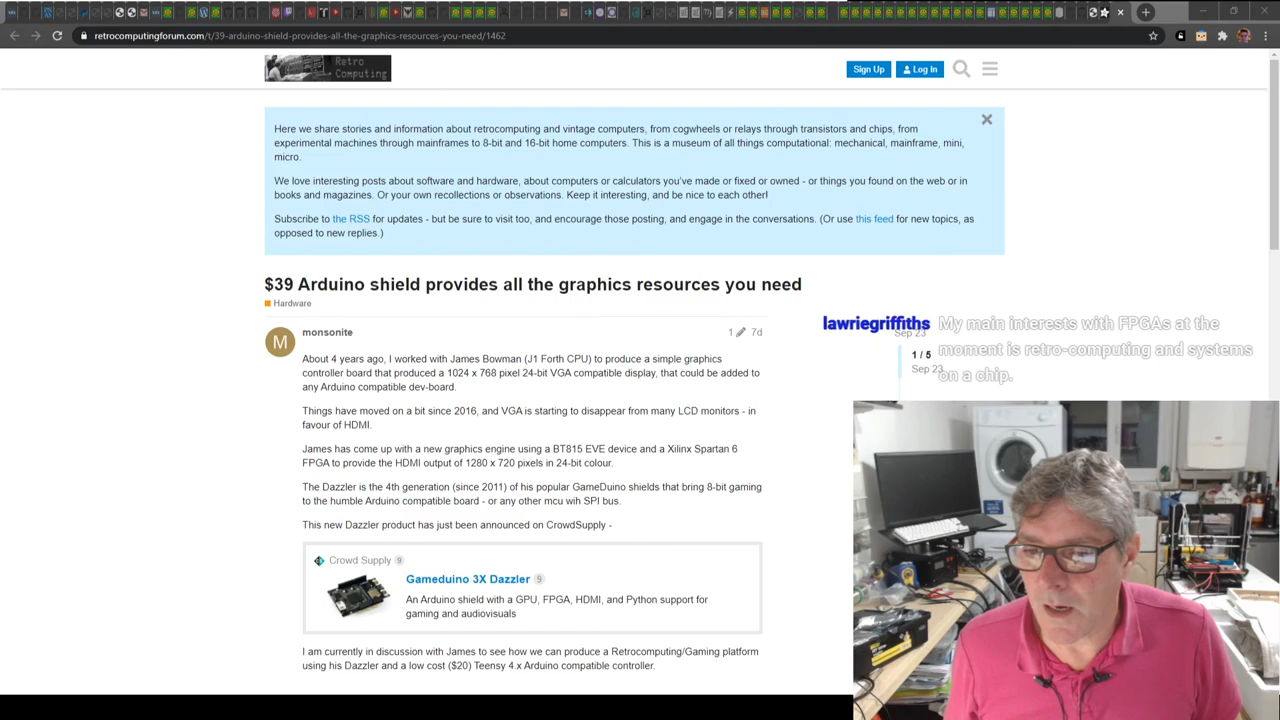 retrocomputingforum.com/t/39-arduino-shield-provides-all-the-graphics-resources-you-need/1462
Retro
Computing
Sign Up
Log In
Here we share stories and information about retrocomputing and vintage computers, from cogwheels or relays through transistors and chips, from
experimental machines through mainframes to 8-bit and 16-bit home computers. This is a museum of all things computational: mechanical, mainframe, mini,
micro.
We love interesting posts about software and hardware, about computers or calculators you've made or fixed or owned - or things you found on the web or in
books and magazines. Or your own recollections or observations. Keep it interesting, and be nice to each other!
Subscribe to the RSS for updates - but be sure to visit too, and encourage those posting, and engage in the conversations. (Or use this feed for new topics, as
opposed to new replies.)
$39 Arduino shield provides all the graphics resources you need
Hardware
M
monsonite
1
7d
About 4 years ago, I worked with James Bowman (J1 Forth CPU) to produce a simple graphics
controller board that produced a 1024 x 768 pixel 24-bit VGA compatible display, that could be added to
any Arduino compatible dev-board.
Things have moved on a bit since 2016, and VGA is starting to disappear from many LCD monitors - in
favour of HDMI.
James has come up with a new graphics engine using a BT815 EVE device and a Xilinx Spartan 6
FPGA to provide the HDMI output of 1280 x 720 pixels in 24-bit colour.
The Dazzler is the 4th generation (since 2011) of his popular GameDuino shields that bring 8-bit gaming
to the humble Arduino compatible board - or any other mcu wih SPI bus.
This new Dazzler product has just been announced on CrowdSupply -
Crowd Supply 9
Gameduino 3X Dazzler 9
An Arduino shield with a GPU, FPGA, HDMI, and Python support for
gaming and audiovisuals
I am currently in discussion with James to see how we can produce a Retrocomputing/Gaming platform
using his Dazzler and a low cost ($20) Teensy 4.x Arduino compatible controller.
Sep 23
1 / 5
Sep 23
lawriegriffiths My main interests with FPGAs at the
moment is retro-computing and systems
on a chip.